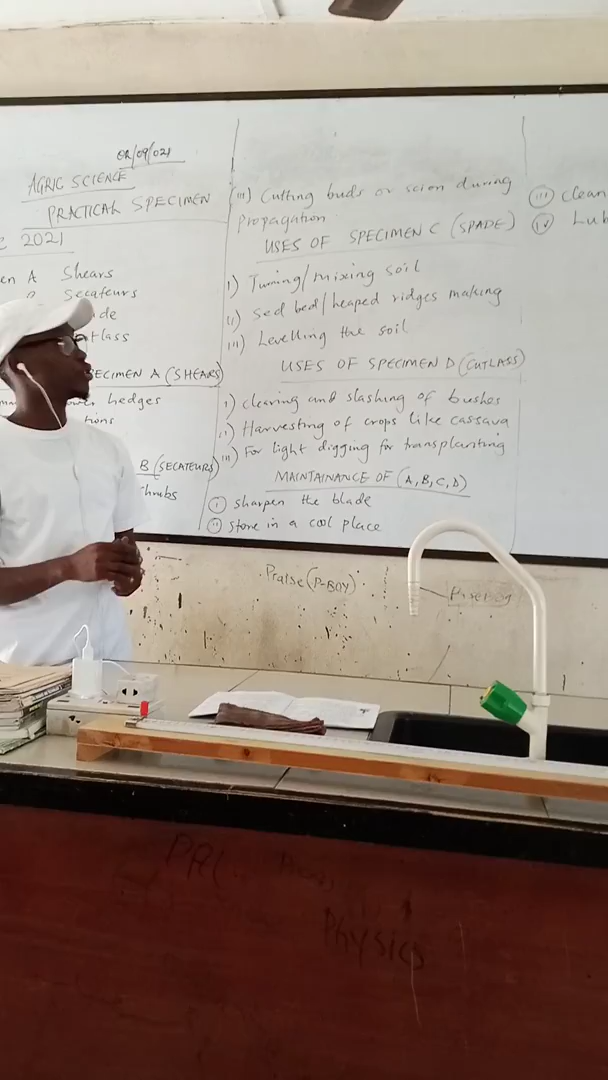 02/09/021
AGRIC SCIENCE
PRACTICAL SPECIMEN
2021
en A Shears
Secateurs
de
tlass
ECIMEN A (SHEARS)
hedges
tions
B (SECATEURS)
Shrubs
iii) Cutting buds or scion during
propagation
USES OF SPECIMEN C (SPADE)
i) Turning/mixing soil
ii) Sed bed/heaped ridges making
iii) Levelling the soil
USES OF SPECIMEN D (CUTLASS)
i) clearing and slashing of bushes
ii) Harvesting of crops like cassava
iii) For light digging for transplanting
MAINTAINANCE OF (A, B, C, D)
i sharpen the blade
ii store in a cool place
iii clean
iv Lub
Praise (P-BOY)
Physics